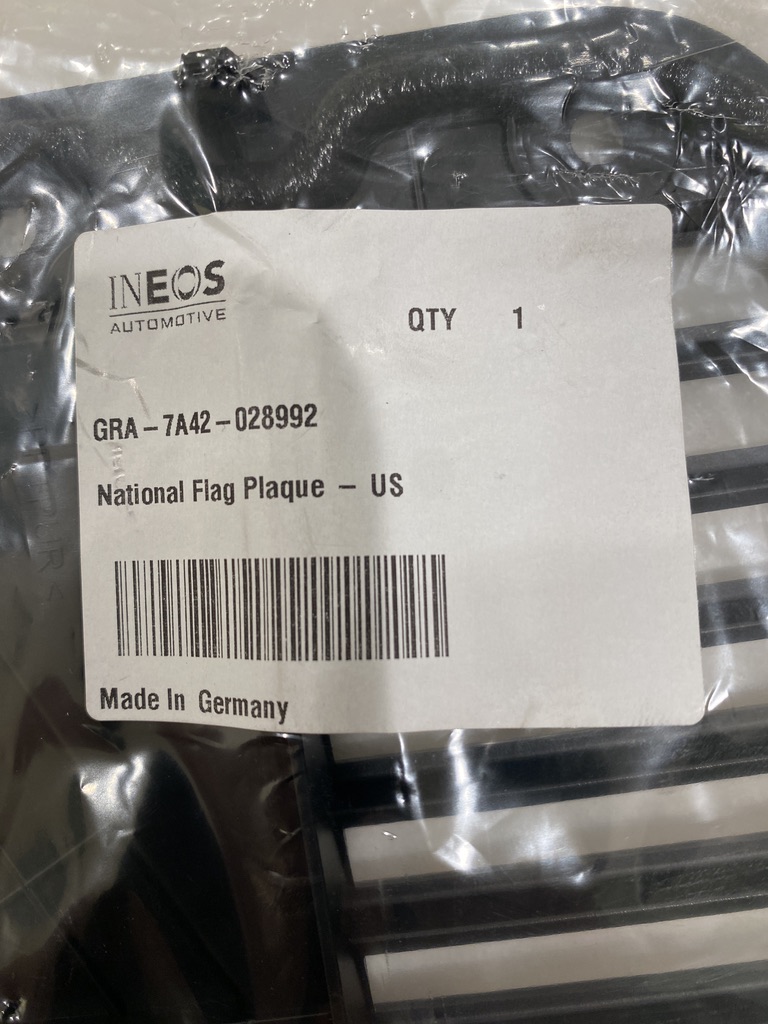 INEOS
AUTOMOTIVE
QTY 1
GRA-7A42-028992
National Flag Plaque – US
Made In Germany